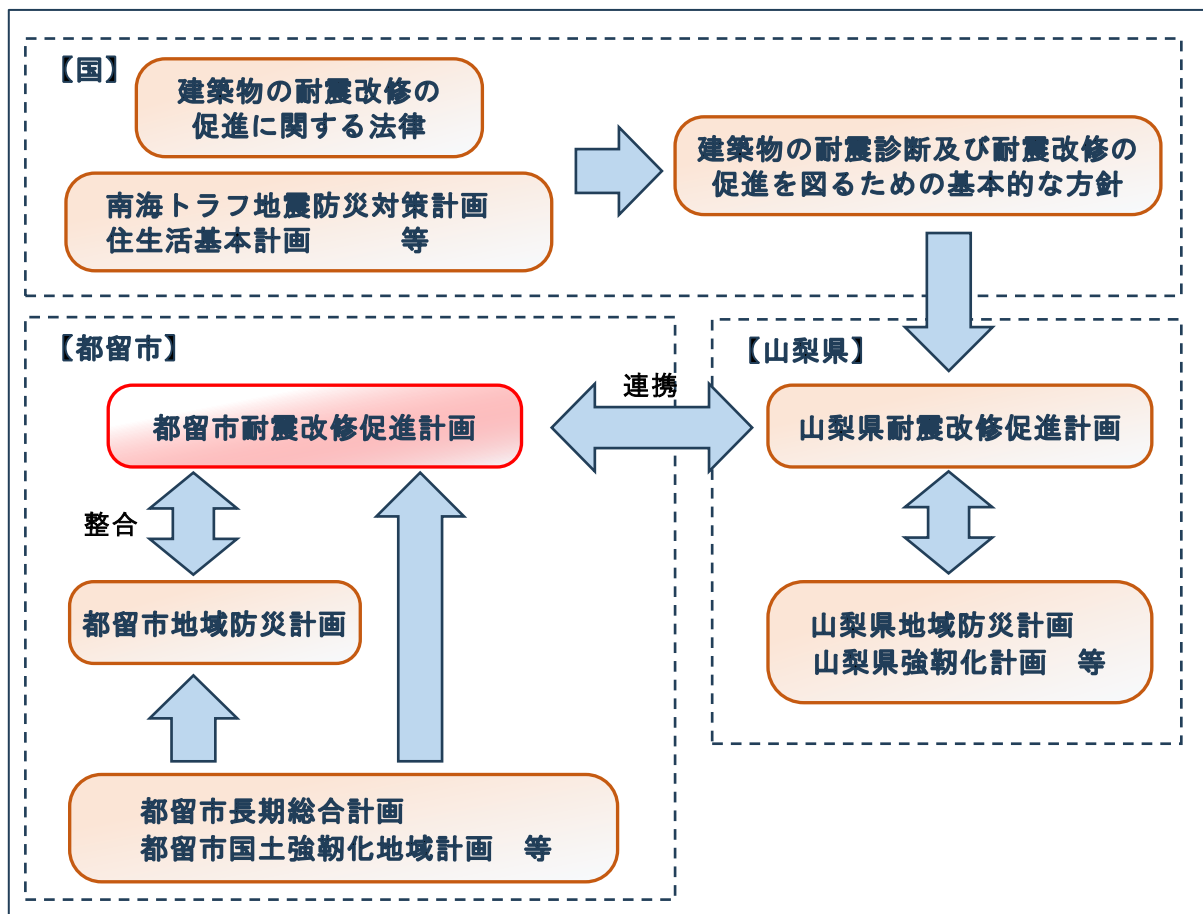 【国】
建築物の耐震改修の
促進に関する法律
南海トラフ地震防災対策計画
住生活基本計画　　　等
建築物の耐震診断及び耐震改修の
促進を図るための基本的な方針
【都留市】
都留市耐震改修促進計画
連携
整合
都留市地域防災計画
都留市長期総合計画
都留市国土強靭化地域計画　等
【山梨県】
山梨県耐震改修促進計画
山梨県地域防災計画
山梨県強靭化計画　等